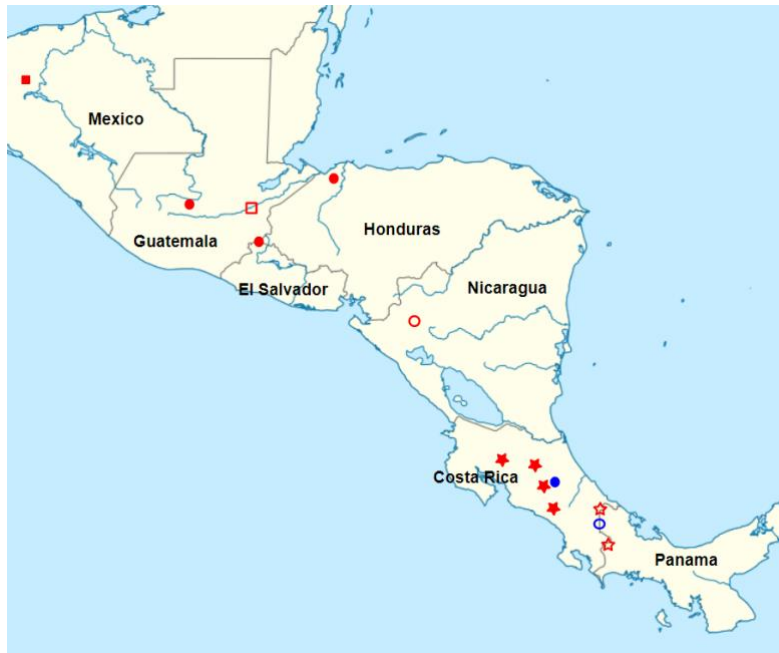 Mexico
Guatemala
Honduras
El Salvador
Nicaragua
Costa Rica
Panama